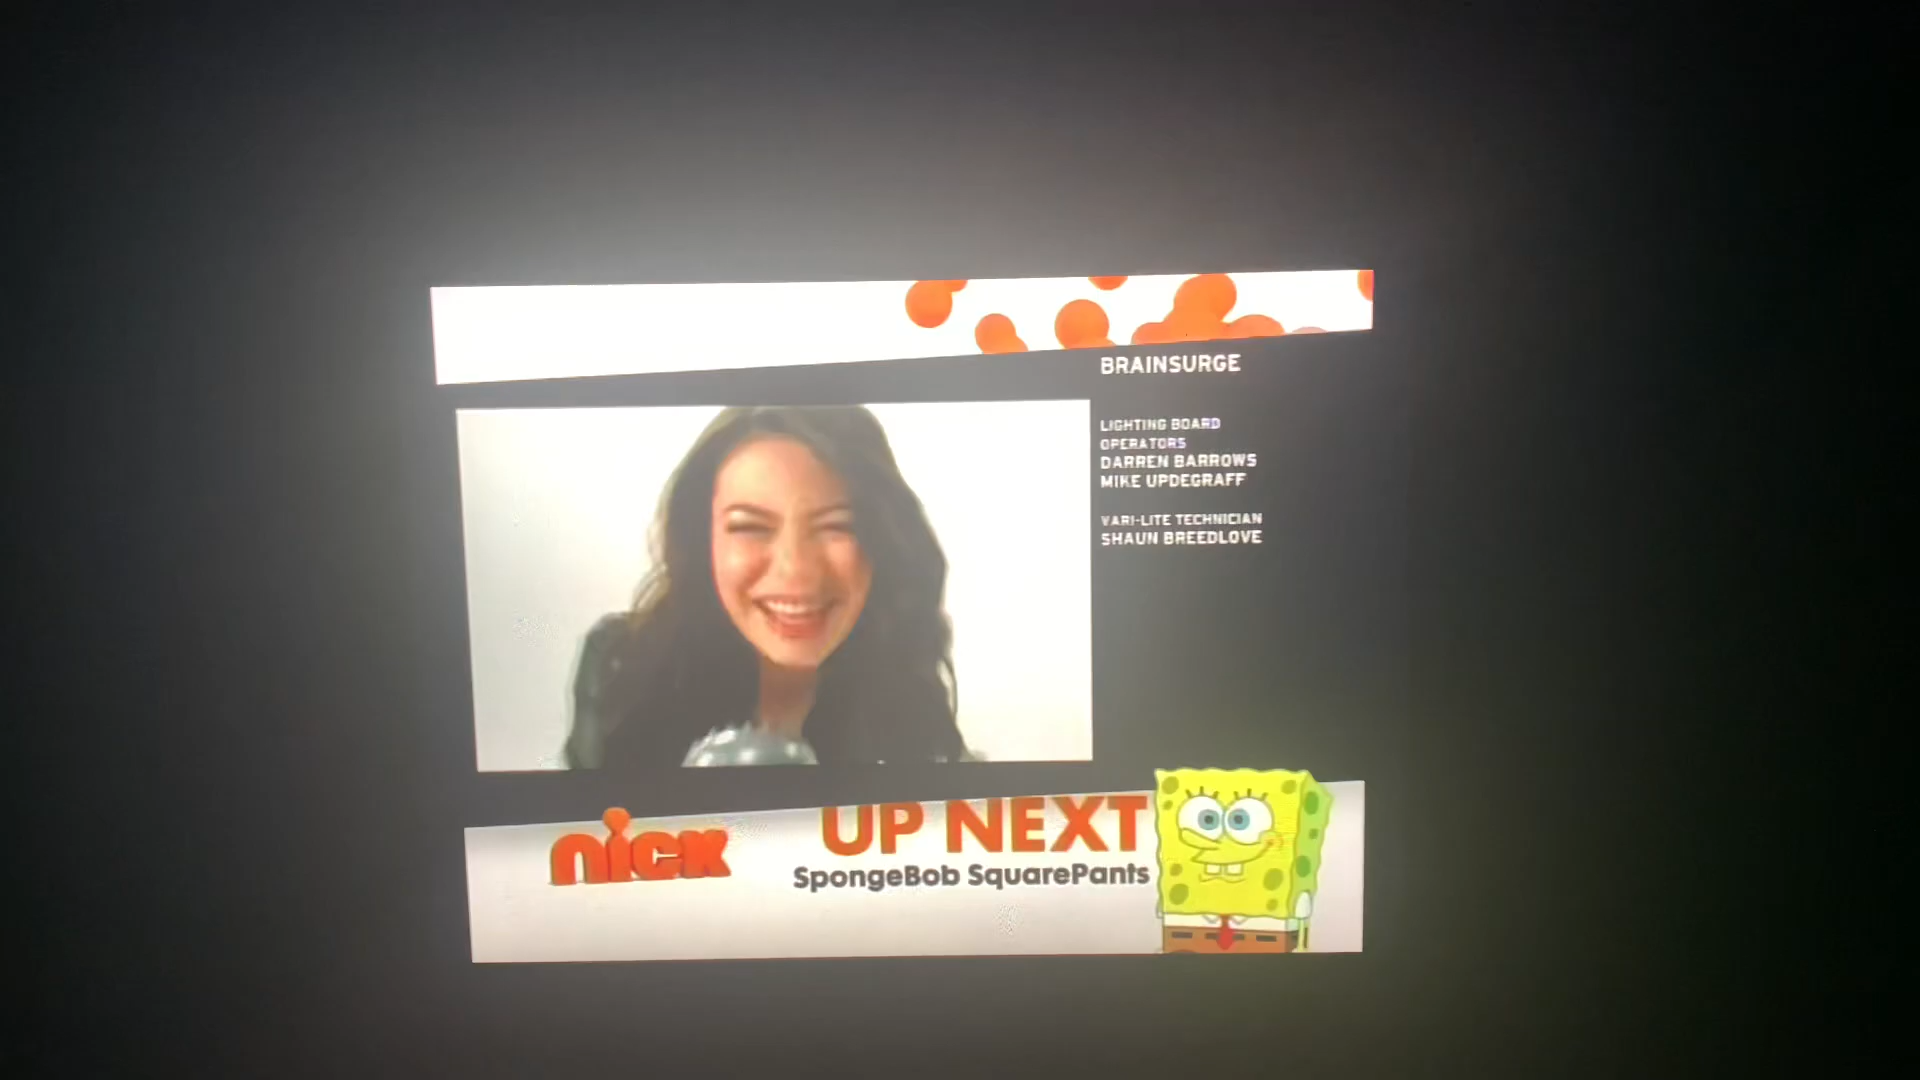 BRAINSURGE
LIGHTING BOARD
OPERATORS
DARREN BARROWS
MIKE UPDEGRAFF
VARI-LITE TECHNICIAN
SHAUN BREEDLOVE
nick
UP NEXT
SpongeBob SquarePants